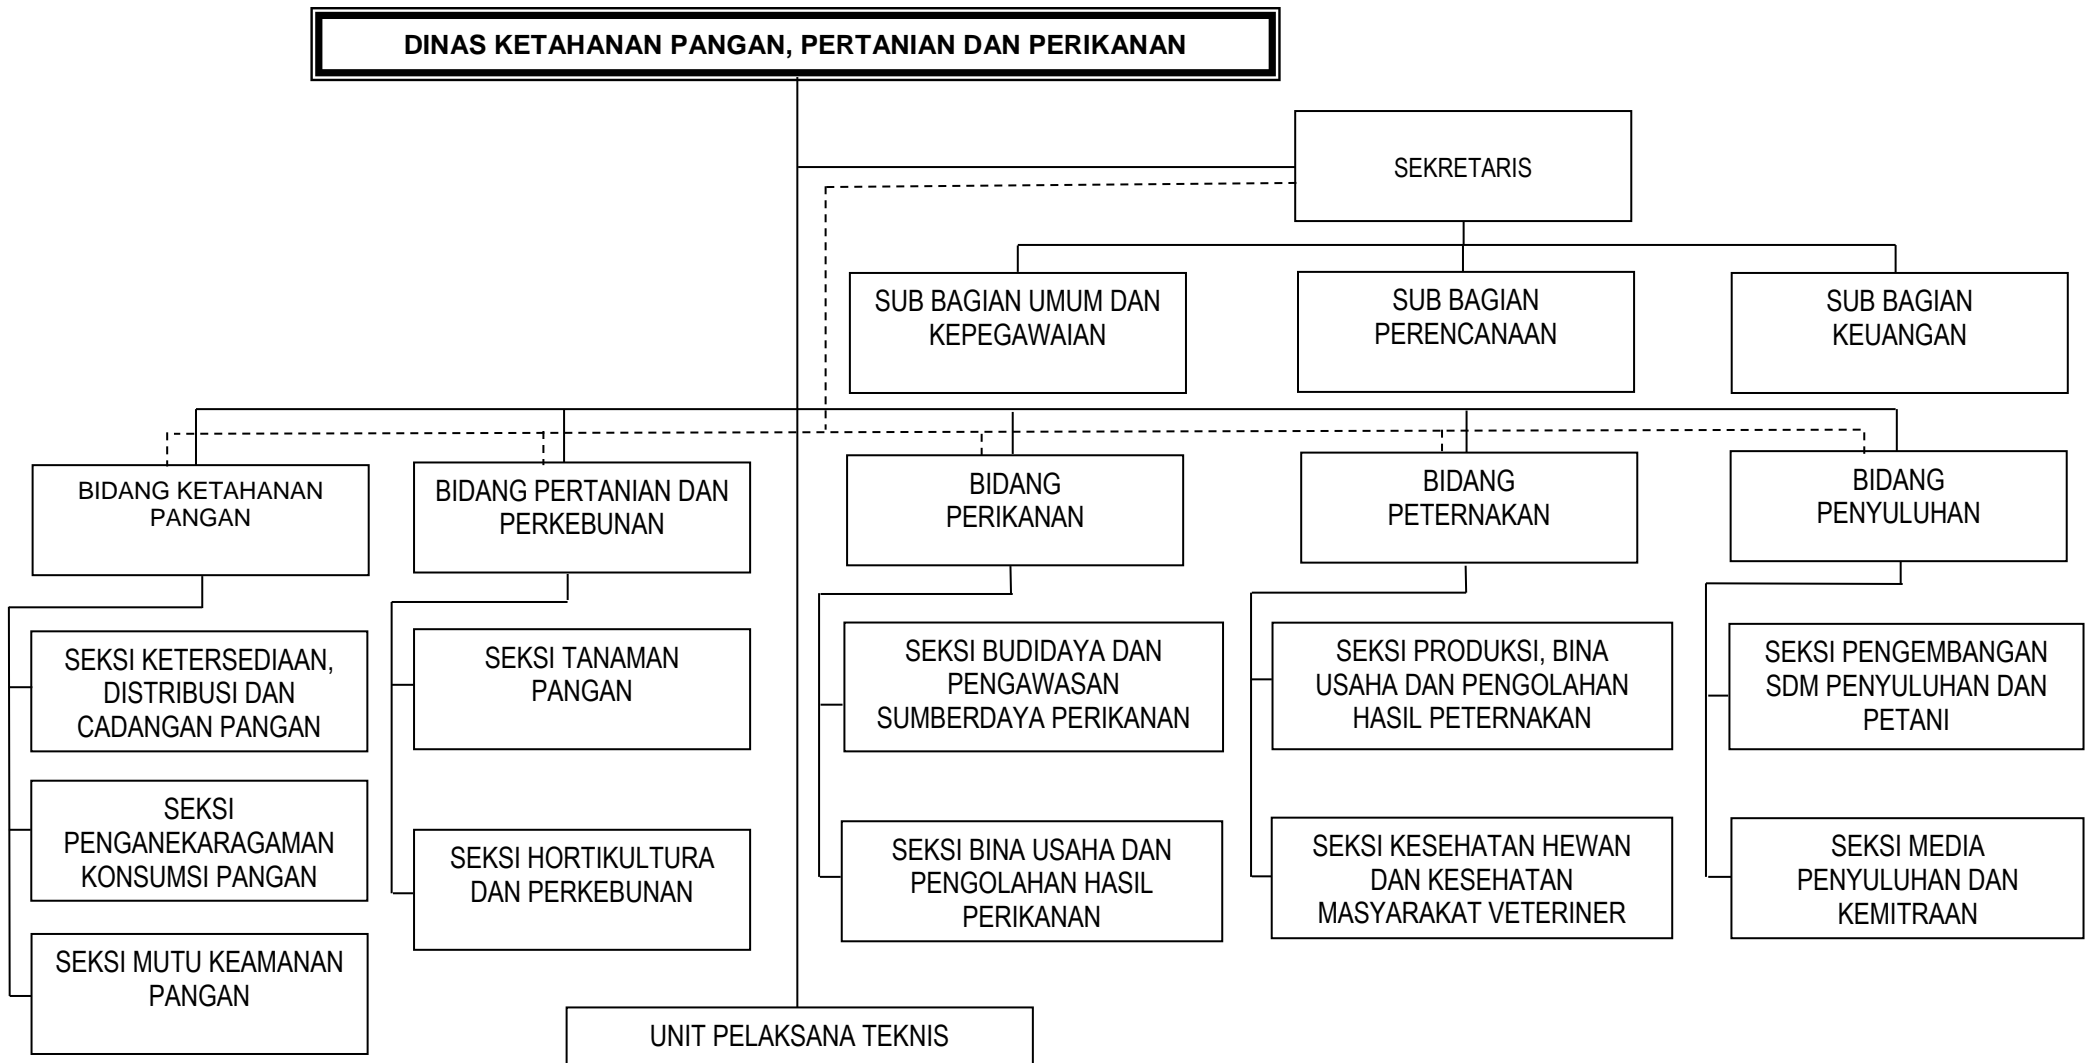 DINAS KETAHANAN PANGAN, PERTANIAN DAN PERIKANAN
SEKRETARIS
SUB BAGIAN UMUM DAN
KEPEGAWAIAN
SUB BAGIAN
PERENCANAAN
SUB BAGIAN
KEUANGAN
BIDANG KETAHANAN
PANGAN
BIDANG PERTANIAN DAN
PERKEBUNAN
BIDANG
PERIKANAN
BIDANG
PETERNAKAN
BIDANG
PENYULUHAN
SEKSI KETERSEDIAAN,
DISTRIBUSI DAN
CADANGAN PANGAN
SEKSI TANAMAN
PANGAN
SEKSI BUDIDAYA DAN
PENGAWASAN
SUMBERDAYA PERIKANAN
SEKSI PRODUKSI, BINA
USAHA DAN PENGOLAHAN
HASIL PETERNAKAN
SEKSI PENGEMBANGAN
SDM PENYULUHAN DAN
PETANI
SEKSI
PENGANEKARAGAMAN
KONSUMSI PANGAN
SEKSI HORTIKULTURA
DAN PERKEBUNAN
SEKSI BINA USAHA DAN
PENGOLAHAN HASIL
PERIKANAN
SEKSI KESEHATAN HEWAN
DAN KESEHATAN
MASYARAKAT VETERINER
SEKSI MEDIA
PENYULUHAN DAN
KEMITRAAN
SEKSI MUTU KEAMANAN
PANGAN
UNIT PELAKSANA TEKNIS